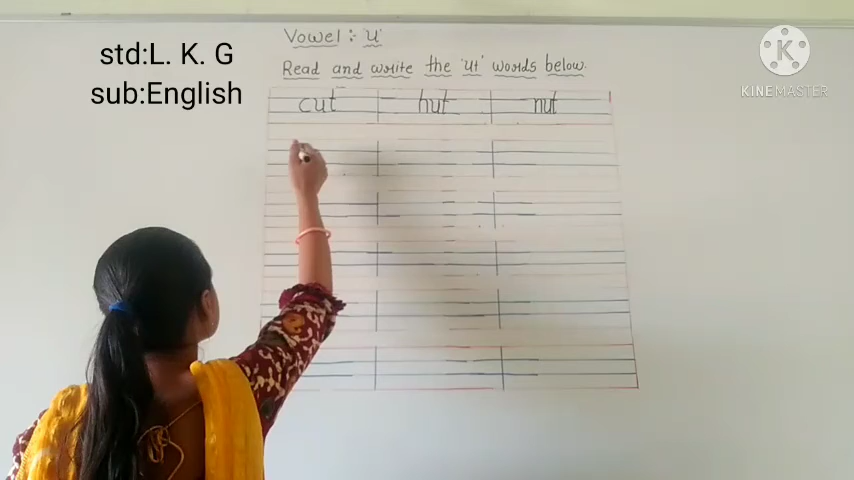 Vowel :- 'u'
std:L. K. G
Read and write the 'ut' words below.
sub:English
K
KINEMASTER
cut hut nut